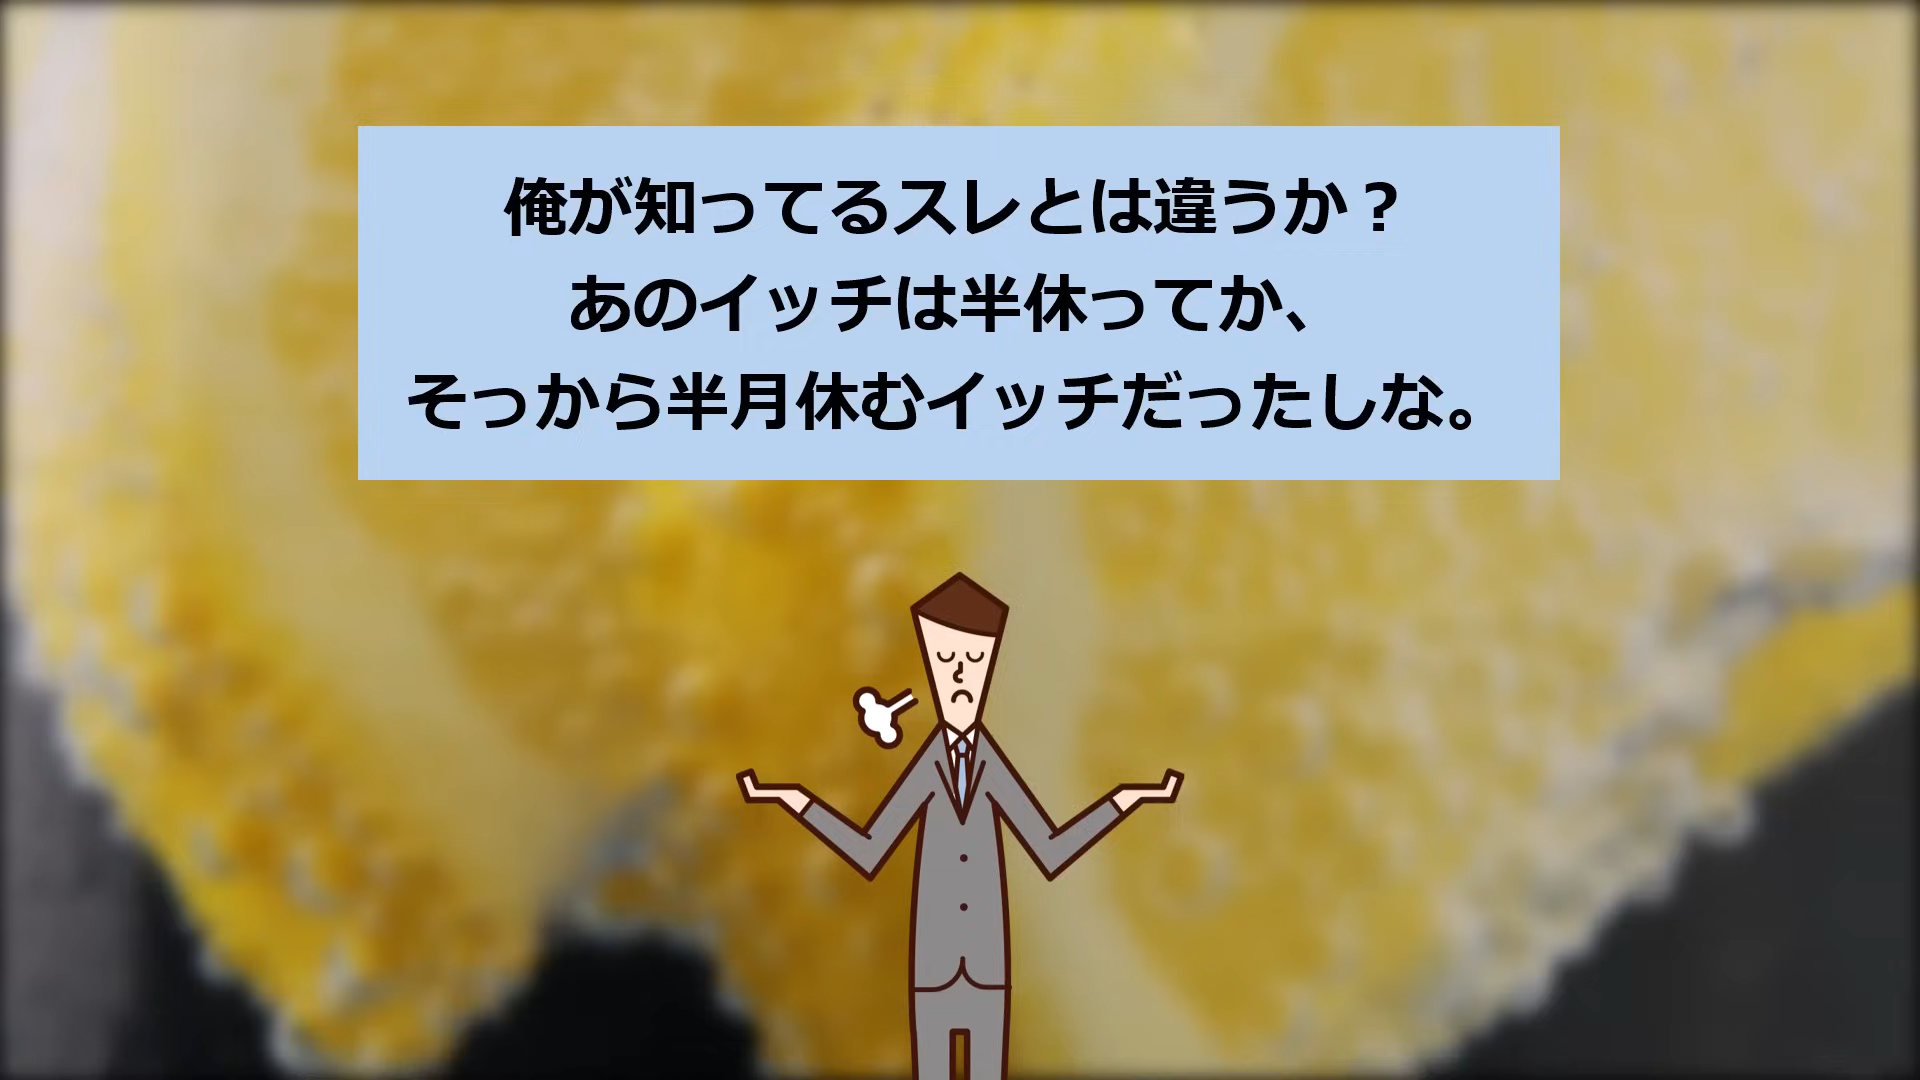 俺が知ってるスレとは違うか？
あのイッチは半休ってか、
そっから半月休むイッチだったしな。